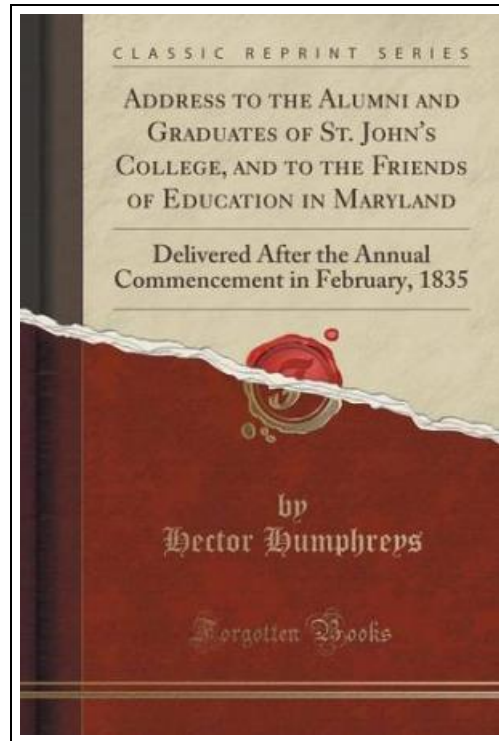 CLASSIC REPRINT SERIES
ADDRESS TO THE ALUMNI AND
GRADUATES OF ST. JOHN'S
COLLEGE, AND TO THE FRIENDS
OF EDUCATION IN MARYLAND
Delivered After the Annual
Commencement in February, 1835
by
Hector Humphreys
Forgotten Books